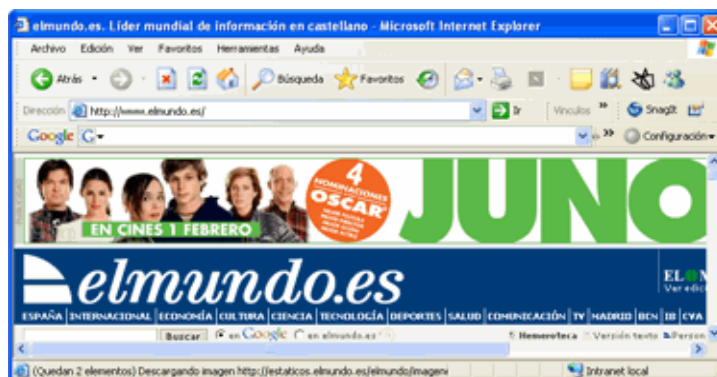 elmundo.es. Líder mundial de información en castellano - Microsoft Internet Explorer
Archivo Edición Ver Favoritos Herramientas Ayuda
Atrás Búsqueda Favoritos
Dirección http://www.elmundo.es/ Ir Vínculos » SnagIt
Google G » Configuración
4
NOMINACIONES
OSCAR
JUNO
EN CINES 1 FEBRERO
elmundo.es
ESPAÑA INTERNACIONAL ECONOMÍA CULTURA CIENCIA TECNOLOGÍA DEPORTES SALUD COMUNICACIÓN TV MADRID BCN IB CVA
Buscar en Google en elmundo.es Hemeroteca Versión texto
(Quedan 2 elementos) Descargando imagen http://estaticos.elmundo.es/elmundo/imagen Intranet local